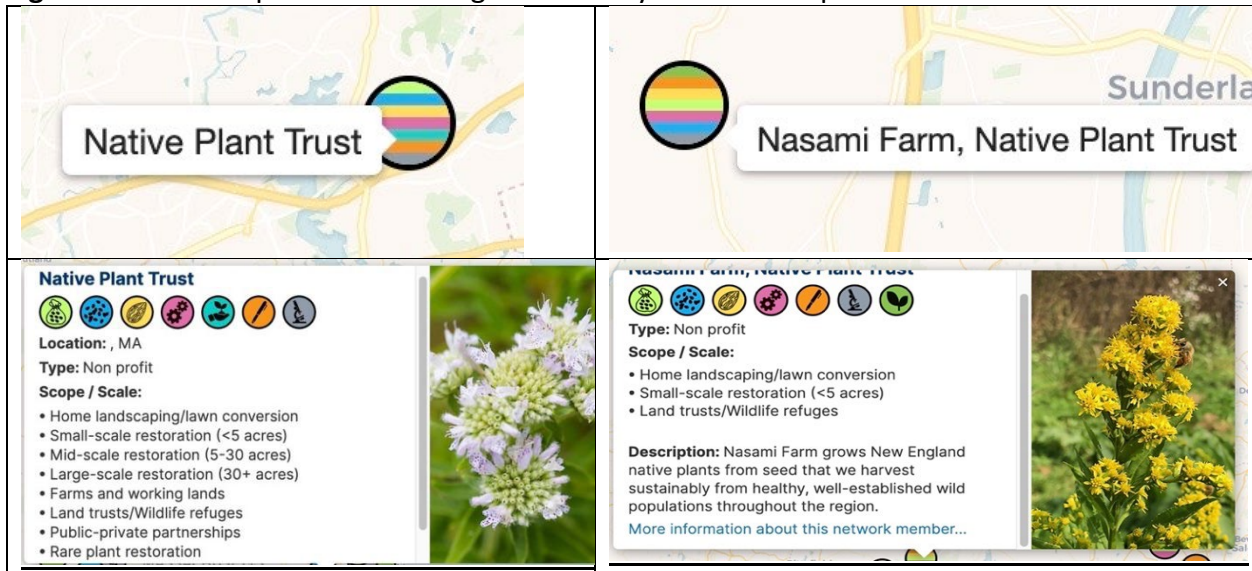 Native Plant Trust
Sunderla
Nasami Farm, Native Plant Trust
Native Plant Trust
Location: , MA
Type: Non profit
Scope / Scale:
• Home landscaping/lawn conversion
• Small-scale restoration (<5 acres)
• Mid-scale restoration (5-30 acres)
• Large-scale restoration (30+ acres)
• Farms and working lands
• Land trusts/Wildlife refuges
• Public-private partnerships
• Rare plant restoration
Nasami Farm, Native Plant Trust
Type: Non profit
Scope / Scale:
• Home landscaping/lawn conversion
• Small-scale restoration (<5 acres)
• Land trusts/Wildlife refuges
Description: Nasami Farm grows New England
native plants from seed that we harvest
sustainably from healthy, well-established wild
populations throughout the region.
More information about this network member...